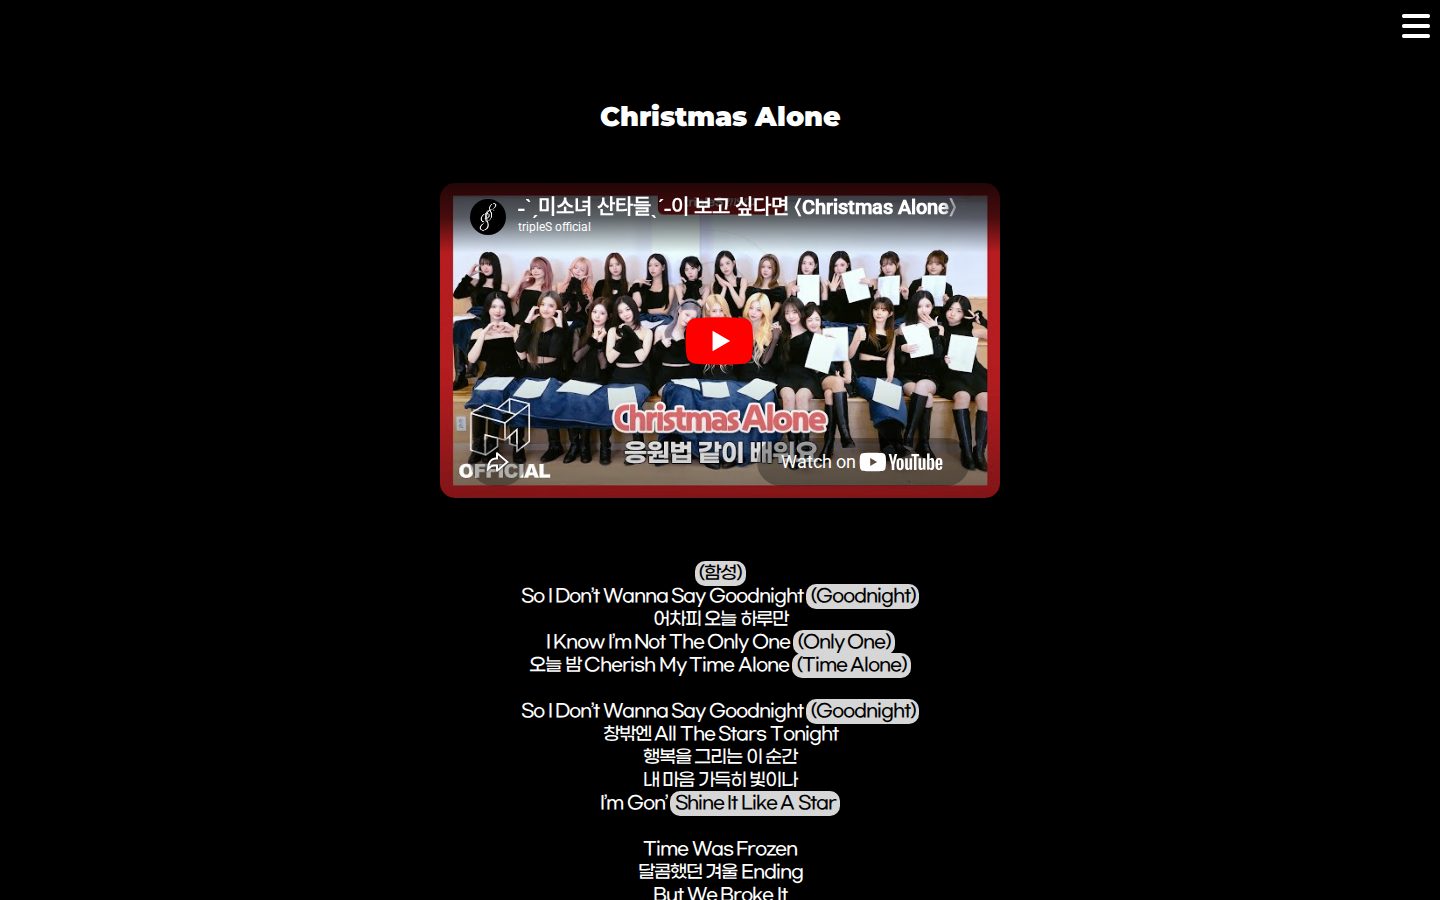 Christmas Alone
-ˋˏ미소녀 산타들ˎˊ-이 보고 싶다면 〈Christmas Alone〉
tripleS official
Christmas Alone
응원법 같이 배워요
OFFICIAL
Watch on YouTube
(함성)
So I Don't Wanna Say Goodnight (Goodnight)
어차피 오늘 하루만
I Know I'm Not The Only One (Only One)
오늘 밤 Cherish My Time Alone (Time Alone)
So I Don't Wanna Say Goodnight (Goodnight)
창밖엔 All The Stars Tonight
행복을 그리는 이 순간
내 마음 가득히 빛이나
I'm Gon' Shine It Like A Star
Time Was Frozen
달콤했던 겨울 Ending
But We Broke It